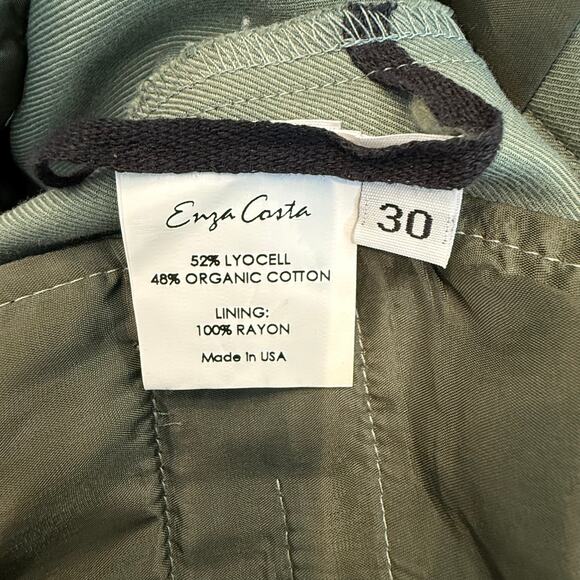 Enza Costa
30
52% LYOCELL
48% ORGANIC COTTON
LINING:
100% RAYON
Made in USA